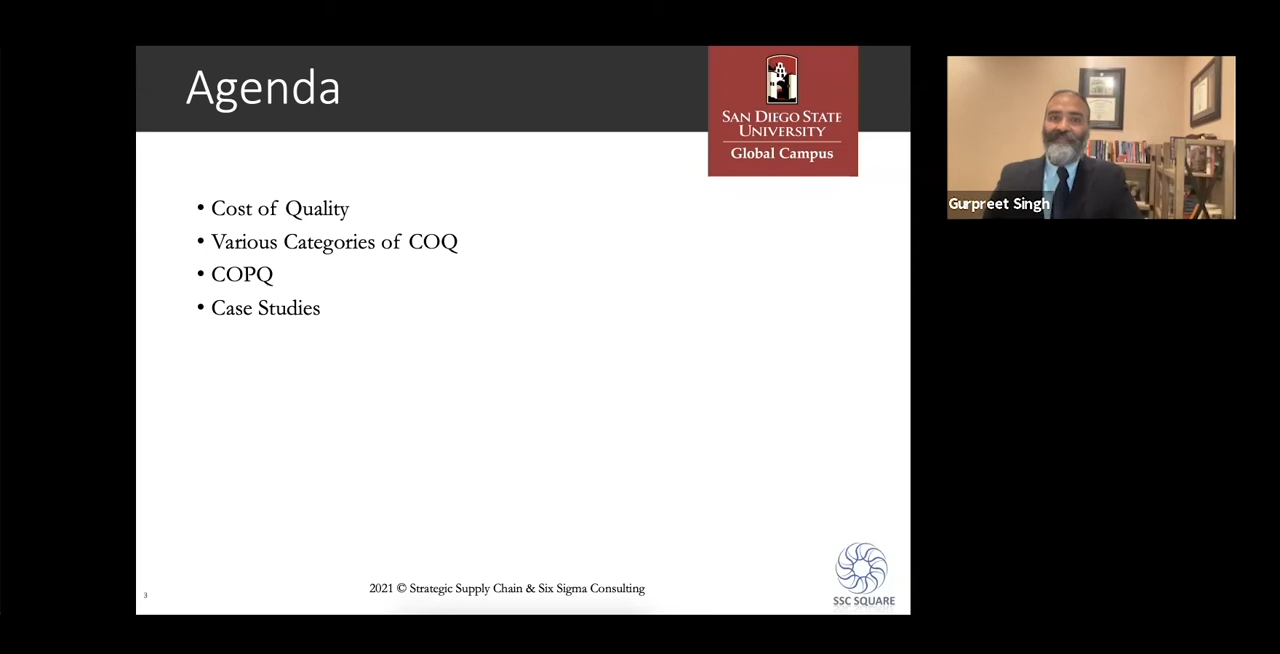 Agenda
SAN DIEGO STATE
UNIVERSITY
Global Campus
• Cost of Quality
• Various Categories of COQ
• COPQ
• Case Studies
3
2021 © Strategic Supply Chain & Six Sigma Consulting
SSC SQUARE
Gurpreet Singh